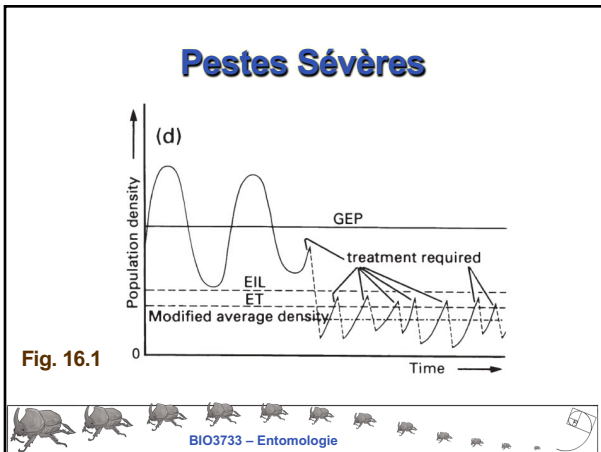 Pestes Sévères
(d)
Population density
GEP
treatment required
EIL
ET
Modified average density
0
Time
Fig. 16.1
BIO3733 – Entomologie